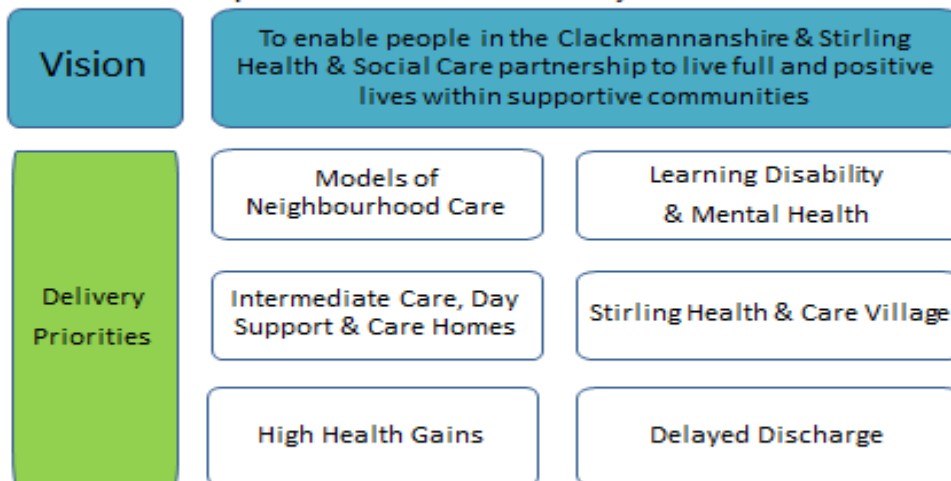 Vision
To enable people in the Clackmannanshire & Stirling
Health & Social Care partnership to live full and positive
lives within supportive communities
Delivery
Priorities
Models of
Neighbourhood Care
Learning Disability
& Mental Health
Intermediate Care, Day
Support & Care Homes
Stirling Health & Care Village
High Health Gains
Delayed Discharge